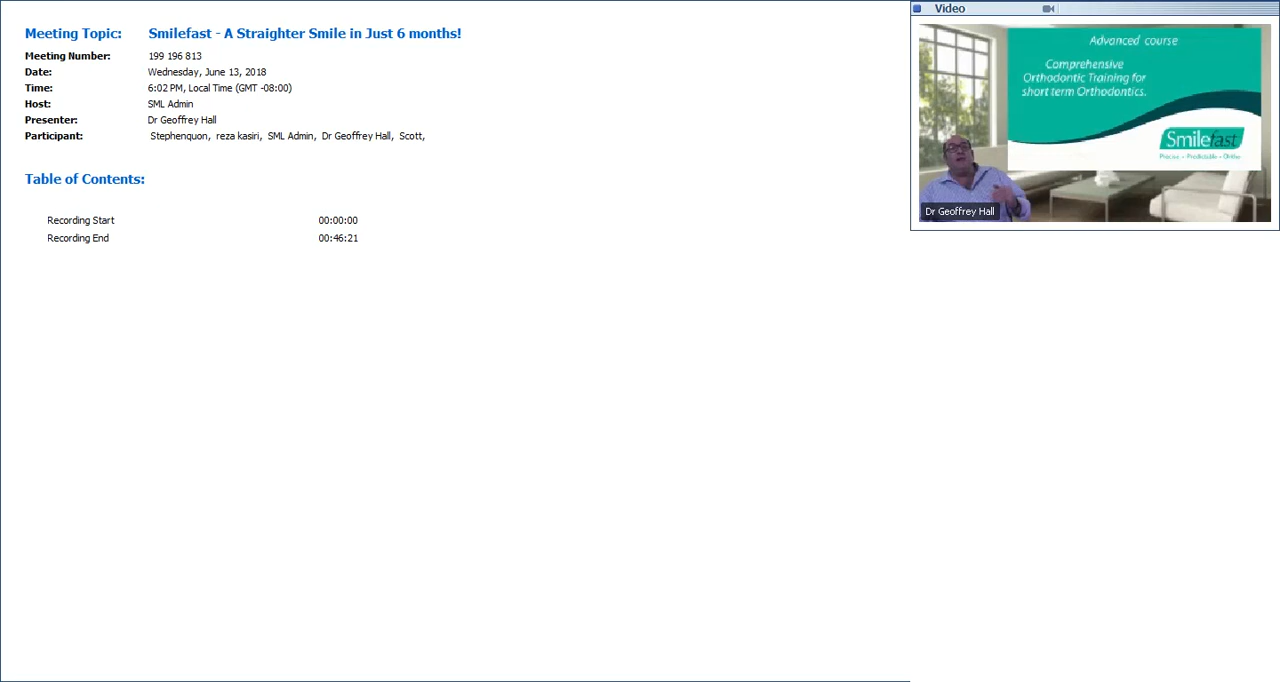 Meeting Topic: Smilefast - A Straighter Smile in Just 6 months!
Meeting Number: 199 196 813
Date: Wednesday, June 13, 2018
Time: 6:02 PM, Local Time (GMT -08:00)
Host: SML Admin
Presenter: Dr Geoffrey Hall
Participant: Stephenquon, reza kasiri, SML Admin, Dr Geoffrey Hall, Scott,
Table of Contents:
Recording Start 00:00:00
Recording End 00:46:21
Video
Advanced course
Comprehensive
Orthodontic Training for
short term Orthodontics.
Smilefast
Precise • Predictable • Ortho
Dr Geoffrey Hall